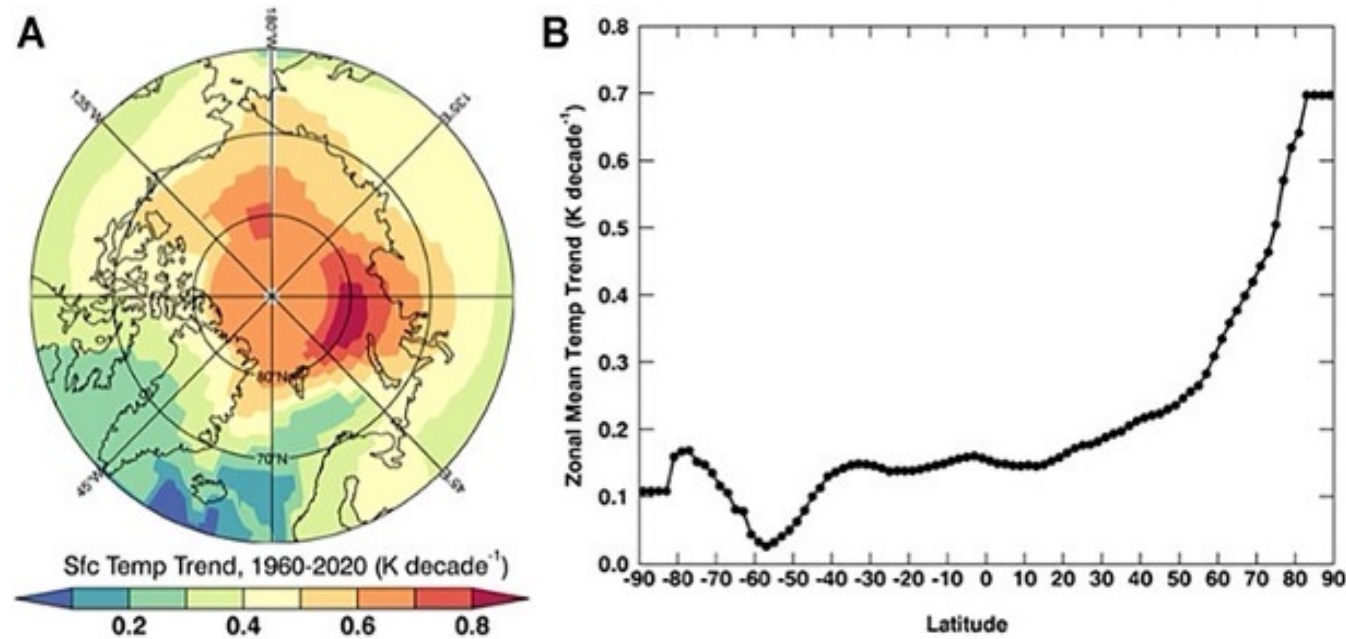 A
180°W
135°W
135°E
80°N
70°N
45°W
45°E
Sfc Temp Trend, 1960-2020 (K decade⁻¹)
0.2 0.4 0.6 0.8
B
Zonal Mean Temp Trend (K decade⁻¹)
0.8
0.7
0.6
0.5
0.4
0.3
0.2
0.1
0.0
-90 -80 -70 -60 -50 -40 -30 -20 -10 0 10 20 30 40 50 60 70 80 90
Latitude